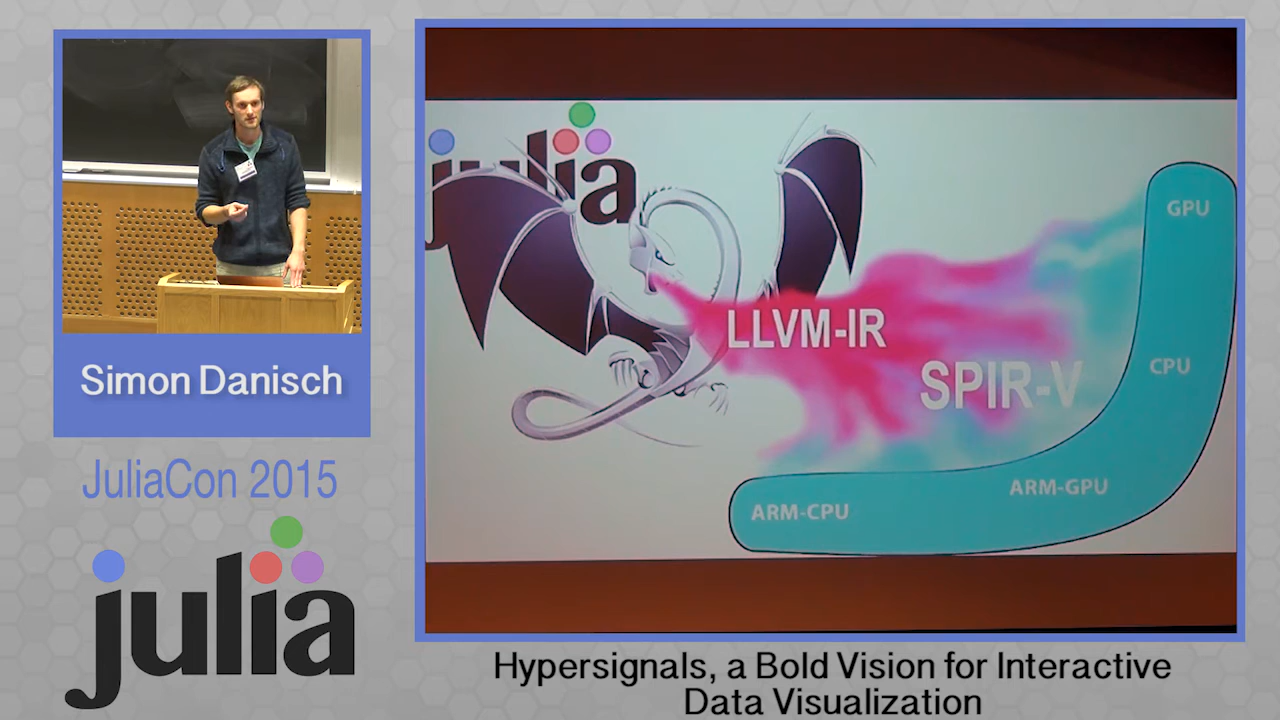 Simon Danisch
JuliaCon 2015
julia
julia
LLVM-IR
SPIR-V
GPU
CPU
ARM-GPU
ARM-CPU
Hypersignals, a Bold Vision for Interactive
Data Visualization